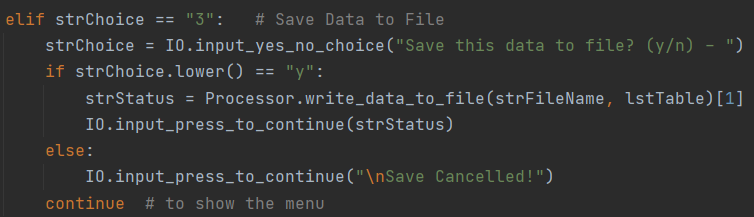 elif strChoice == "3":   # Save Data to File
    strChoice = IO.input_yes_no_choice("Save this data to file? (y/n) - ")
    if strChoice.lower() == "y":
        strStatus = Processor.write_data_to_file(strFileName, lstTable)[1]
        IO.input_press_to_continue(strStatus)
    else:
        IO.input_press_to_continue("\nSave Cancelled!")
    continue  # to show the menu